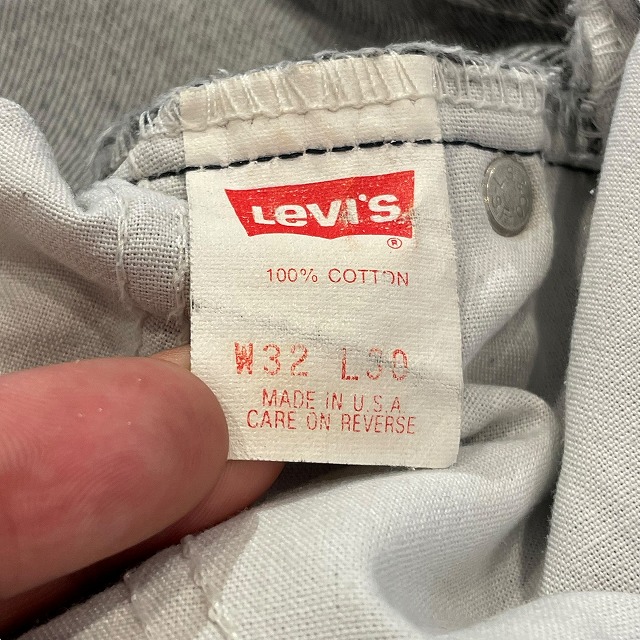 Levi's
®
100% COTTON
W32 L30
MADE IN U.S.A
CARE ON REVERSE